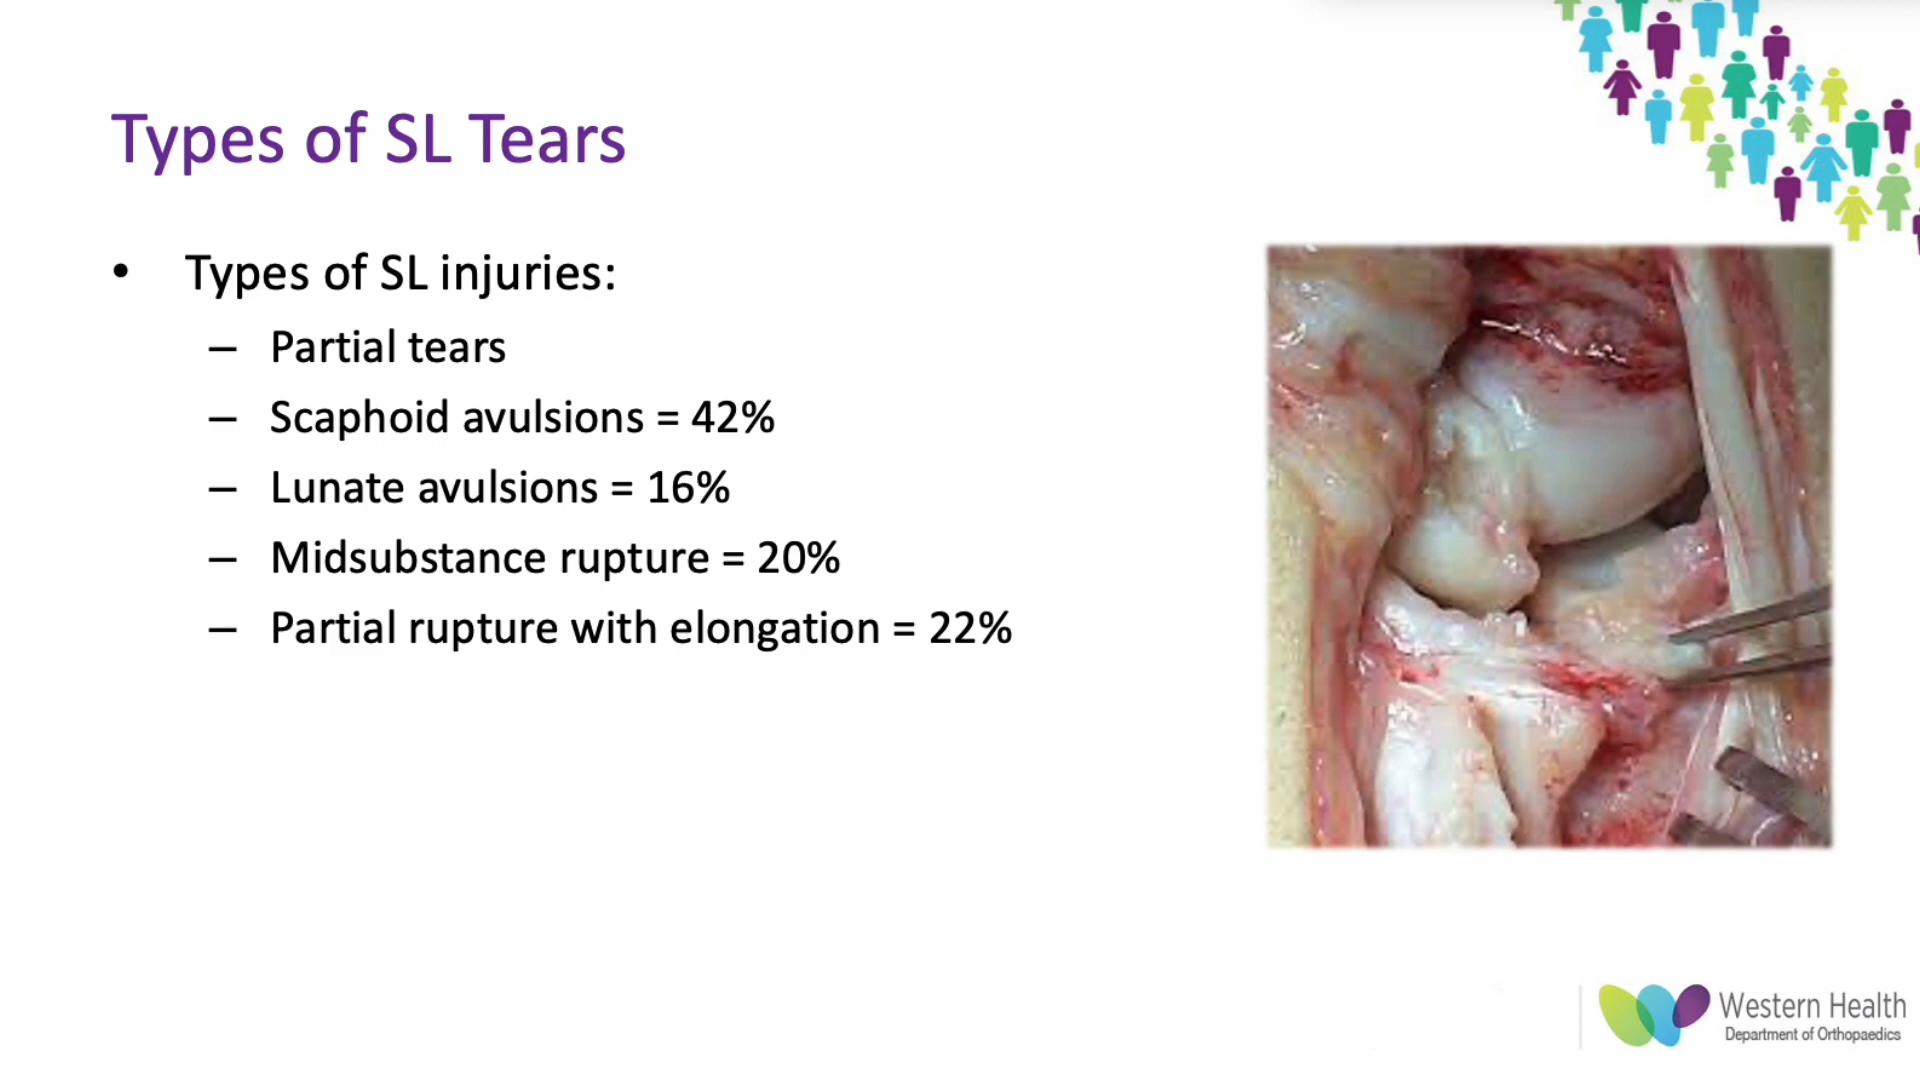 Types of SL Tears
• Types of SL injuries:
– Partial tears
– Scaphoid avulsions = 42%
– Lunate avulsions = 16%
– Midsubstance rupture = 20%
– Partial rupture with elongation = 22%
Western Health
Department of Orthopaedics